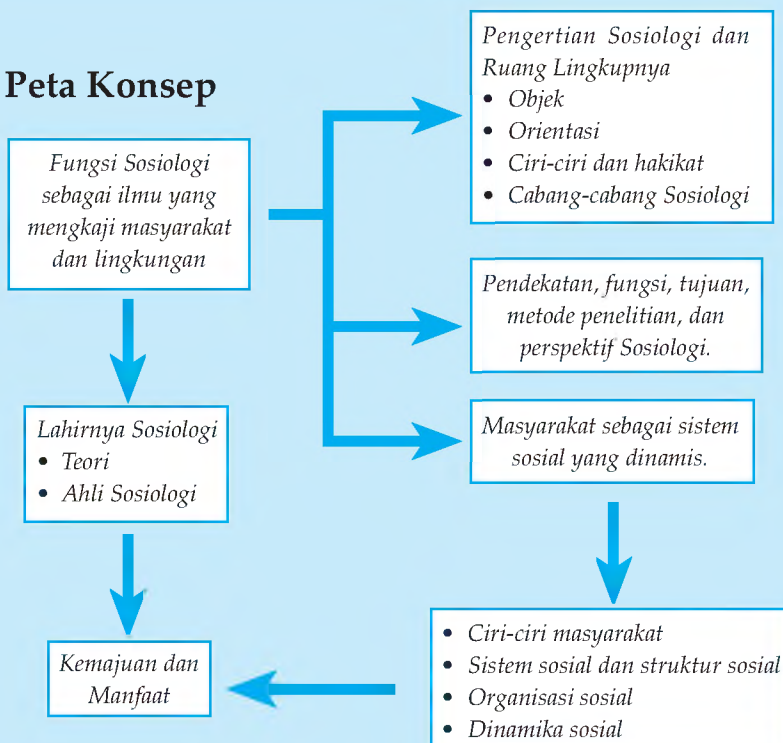 Peta Konsep
Fungsi Sosiologi
sebagai ilmu yang
mengkaji masyarakat
dan lingkungan
Pengertian Sosiologi dan
Ruang Lingkupnya
• Objek
• Orientasi
• Ciri-ciri dan hakikat
• Cabang-cabang Sosiologi
Pendekatan, fungsi, tujuan,
metode penelitian, dan
perspektif Sosiologi.
Masyarakat sebagai sistem
sosial yang dinamis.
Lahirnya Sosiologi
• Teori
• Ahli Sosiologi
• Ciri-ciri masyarakat
• Sistem sosial dan struktur sosial
• Organisasi sosial
• Dinamika sosial
Kemajuan dan
Manfaat